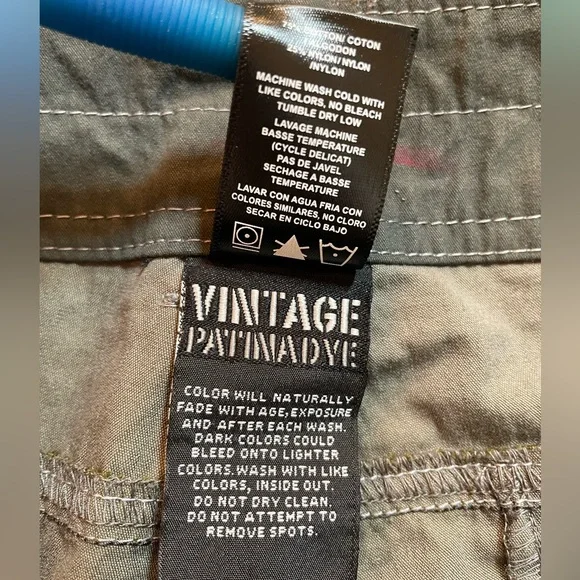 COTON
25% NYLON/ NYLON
/NYLON
MACHINE WASH COLD WITH
LIKE COLORS, NO BLEACH
TUMBLE DRY LOW
LAVAGE MACHINE
BASSE TEMPERATURE
(CYCLE DELICAT)
PAS DE JAVEL
SECHAGE A BASSE
TEMPERATURE
LAVAR CON AGUA FRIA CON
COLORES SIMILARES, NO CLORO
SECAR EN CICLO BAJO
VINTAGE
PATINADYE
COLOR WILL NATURALLY
FADE WITH AGE, EXPOSURE
AND AFTER EACH WASH.
DARK COLORS COULD
BLEED ONTO LIGHTER
COLORS. WASH WITH LIKE
COLORS, INSIDE OUT.
DO NOT DRY CLEAN.
DO NOT ATTEMPT TO
REMOVE SPOTS.